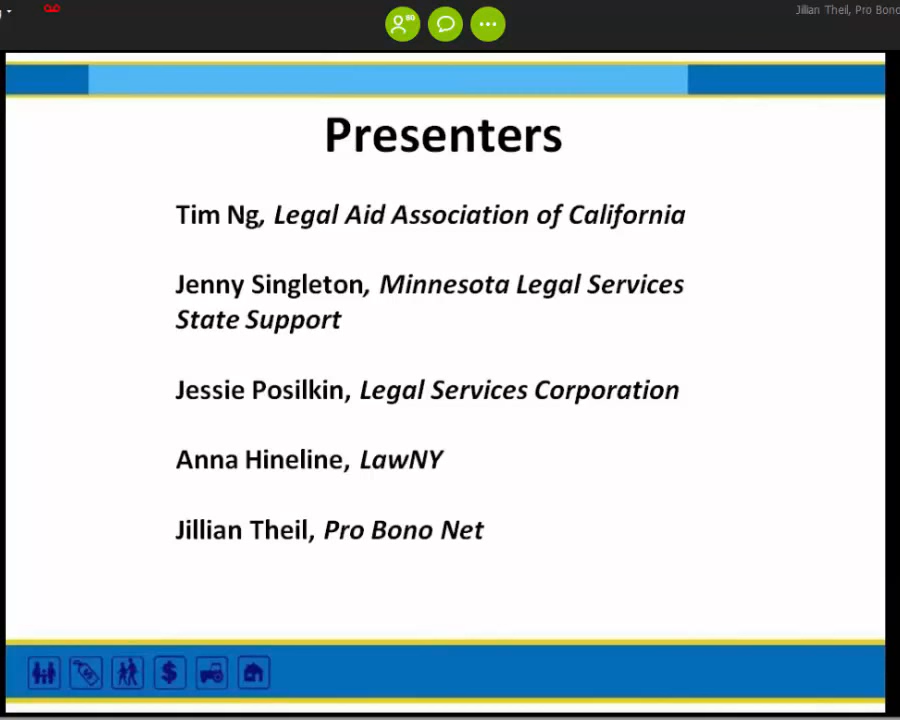 Jillian Theil, Pro Bono
80
Presenters
Tim Ng, Legal Aid Association of California
Jenny Singleton, Minnesota Legal Services
State Support
Jessie Posilkin, Legal Services Corporation
Anna Hineline, LawNY
Jillian Theil, Pro Bono Net
$